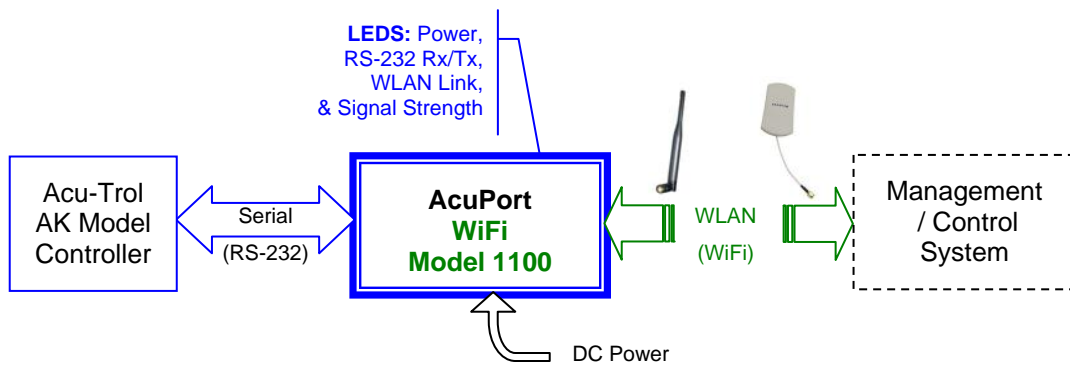 LEDS: Power,
RS-232 Rx/Tx,
WLAN Link,
& Signal Strength
Acu-Trol
AK Model
Controller
Serial
(RS-232)
AcuPort
WiFi
Model 1100
WLAN
(WiFi)
Management
/ Control
System
DC Power